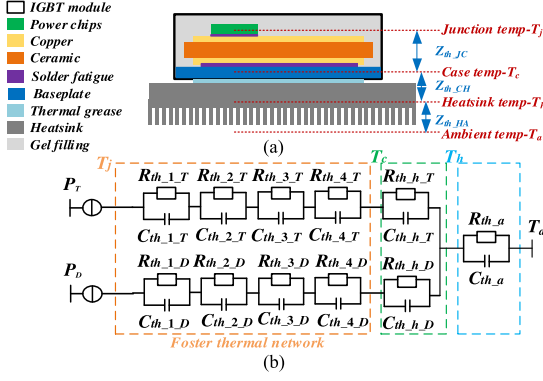 IGBT module
Power chips
Copper
Ceramic
Solder fatigue
Baseplate
Thermal grease
Heatsink
Gel filling
Junction temp-Tj
Zth_JC
Case temp-Tc
Zth_CH
Heatsink temp-Th
Zth_HA
Ambient temp-Ta
(a)
Tj Tc Th
PT Rth_1_T Rth_2_T Rth_3_T Rth_4_T Rth_h_T
Cth_1_T Cth_2_T Cth_3_T Cth_4_T Cth_h_T
Rth_a Ta
Cth_a
PD Rth_1_D Rth_2_D Rth_3_D Rth_4_D Rth_h_D
Cth_1_D Cth_2_D Cth_3_D Cth_4_D Cth_h_D
Foster thermal network
(b)